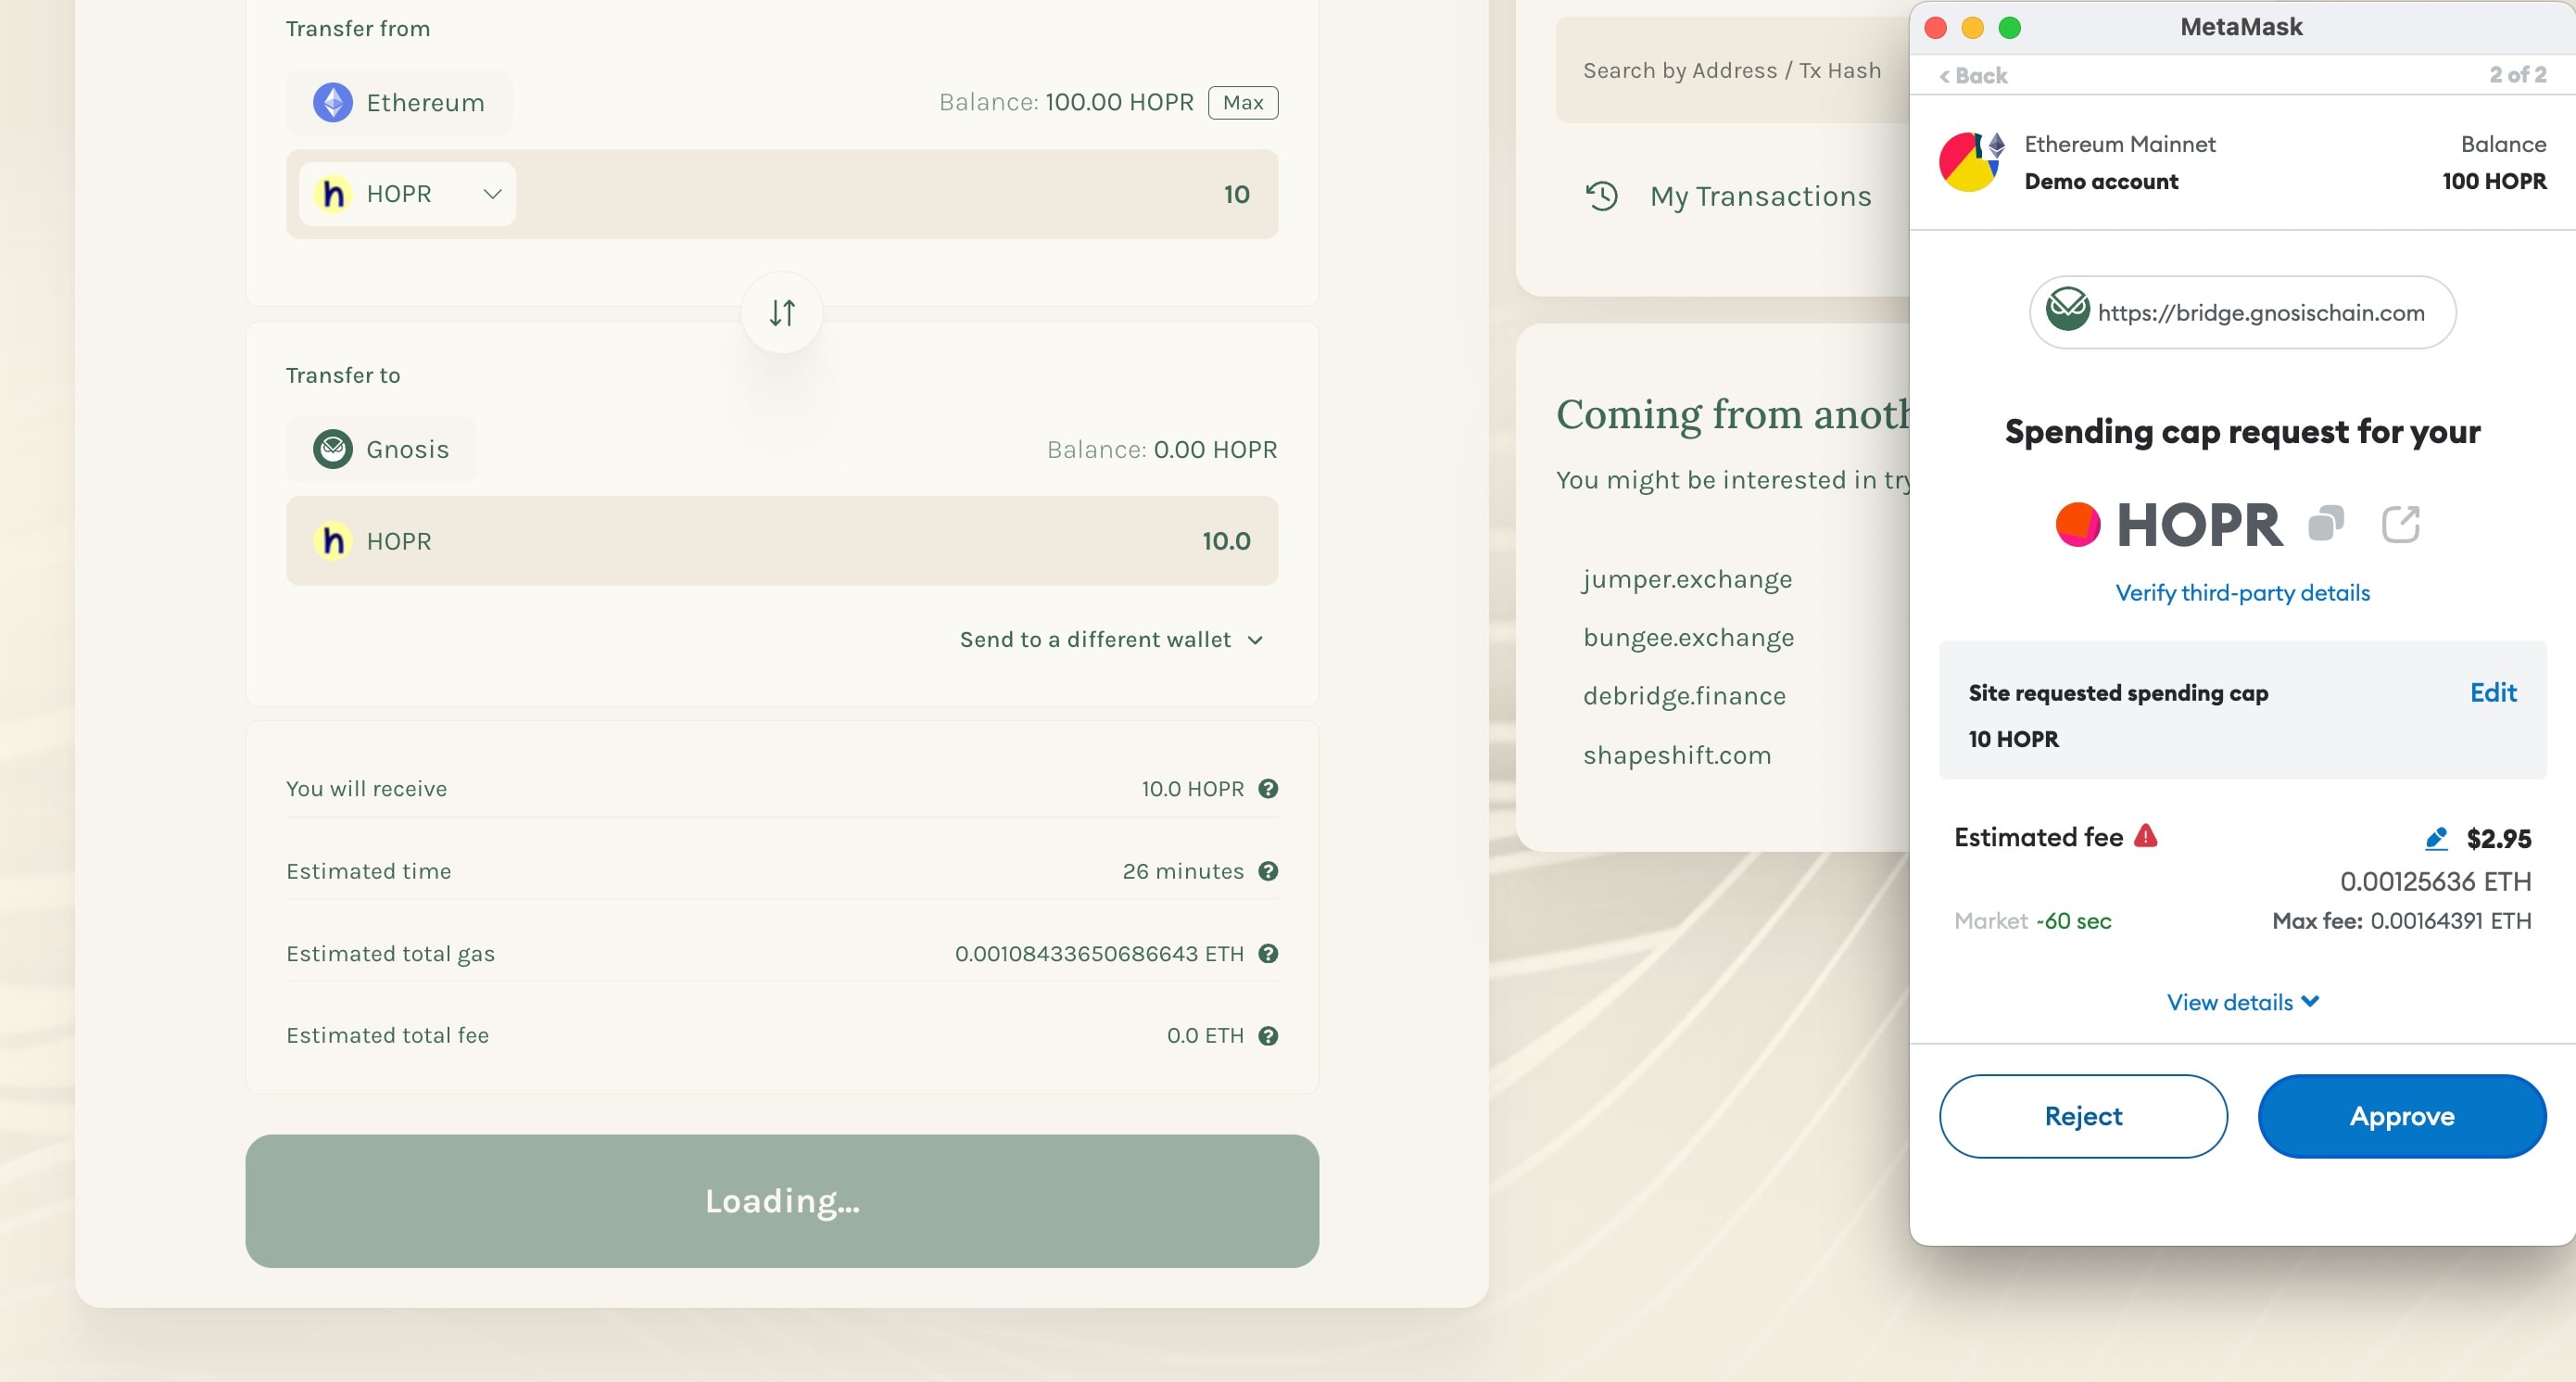 Transfer from
Ethereum
Balance: 100.00 HOPR Max
h HOPR 10
Transfer to
Gnosis
Balance: 0.00 HOPR
h HOPR 10.0
Send to a different wallet
You will receive 10.0 HOPR ?
Estimated time 26 minutes ?
Estimated total gas 0.00108433650686643 ETH ?
Estimated total fee 0.0 ETH ?
Loading...
Search by Address / Tx Hash
My Transactions
Coming from anoth
You might be interested in try
jumper.exchange
bungee.exchange
debridge.finance
shapeshift.com
MetaMask
< Back 2 of 2
Ethereum Mainnet Balance
Demo account 100 HOPR
https://bridge.gnosischain.com
Spending cap request for your
HOPR
Verify third-party details
Site requested spending cap Edit
10 HOPR
Estimated fee $2.95
0.00125636 ETH
Market ~60 sec Max fee: 0.00164391 ETH
View details
Reject Approve